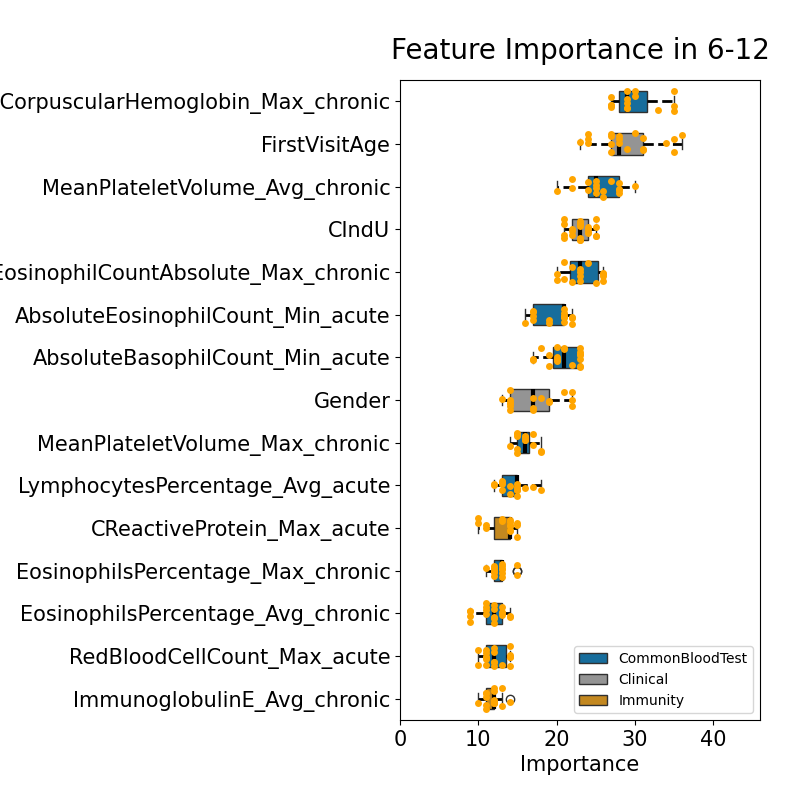 Feature Importance in 6-12
CorpuscularHemoglobin_Max_chronic
FirstVisitAge
MeanPlateletVolume_Avg_chronic
CIndU
EosinophilCountAbsolute_Max_chronic
AbsoluteEosinophilCount_Min_acute
AbsoluteBasophilCount_Min_acute
Gender
MeanPlateletVolume_Max_chronic
LymphocytesPercentage_Avg_acute
CReactiveProtein_Max_acute
EosinophilsPercentage_Max_chronic
EosinophilsPercentage_Avg_chronic
RedBloodCellCount_Max_acute
ImmunoglobulinE_Avg_chronic
CommonBloodTest
Clinical
Immunity
0 10 20 30 40
Importance